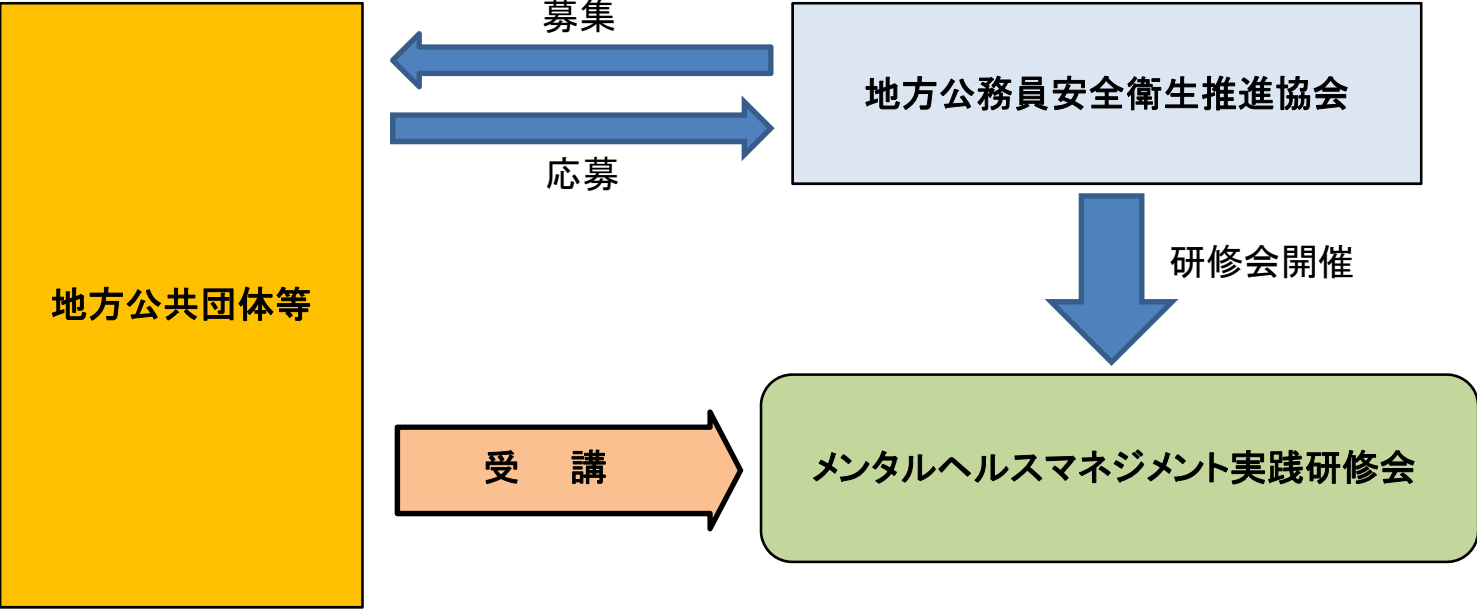 募集
地方公務員安全衛生推進協会
応募
研修会開催
地方公共団体等
受　講
メンタルヘルスマネジメント実践研修会